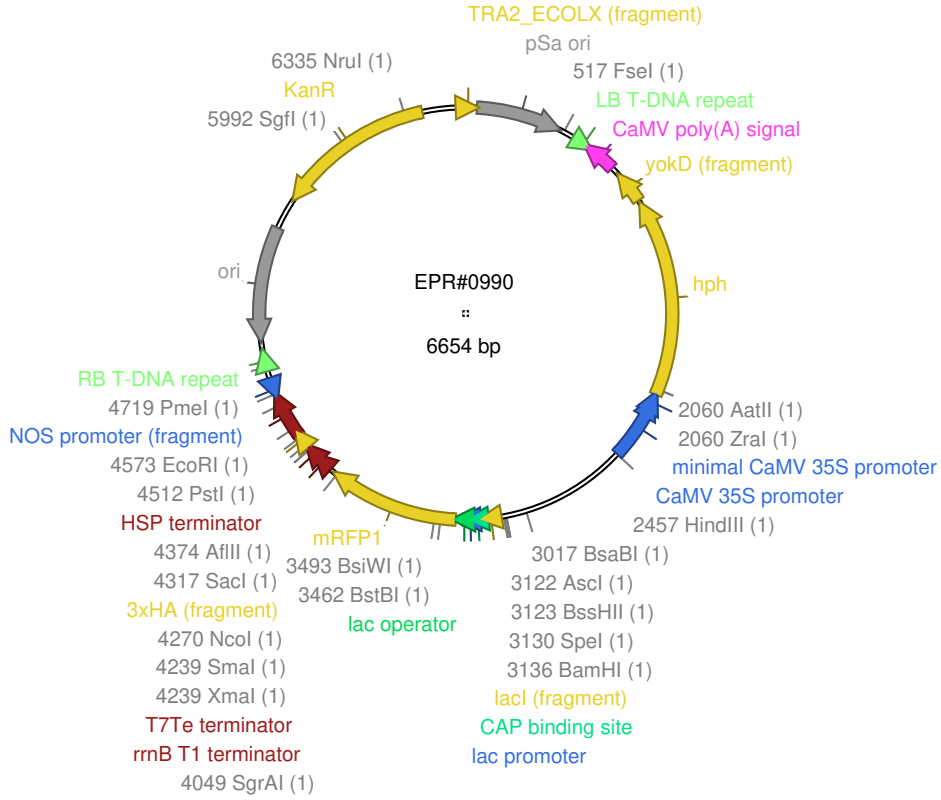 TRA2_ECOLX (fragment)
pSa ori
6335 NruI (1)
517 FseI (1)
KanR
LB T-DNA repeat
5992 SgfI (1)
CaMV poly(A) signal
yokD (fragment)
ori
EPR#0990
hph
6654 bp
RB T-DNA repeat
4719 PmeI (1)
2060 AatII (1)
NOS promoter (fragment)
2060 ZraI (1)
4573 EcoRI (1)
minimal CaMV 35S promoter
4512 PstI (1)
CaMV 35S promoter
HSP terminator
2457 HindIII (1)
mRFP1
4374 AflII (1)
3017 BsaBI (1)
3493 BsiWI (1)
4317 SacI (1)
3122 AscI (1)
3462 BstBI (1)
3xHA (fragment)
3123 BssHII (1)
lac operator
4270 NcoI (1)
3130 SpeI (1)
4239 SmaI (1)
3136 BamHI (1)
4239 XmaI (1)
lacI (fragment)
T7Te terminator
CAP binding site
rrnB T1 terminator
lac promoter
4049 SgrAI (1)